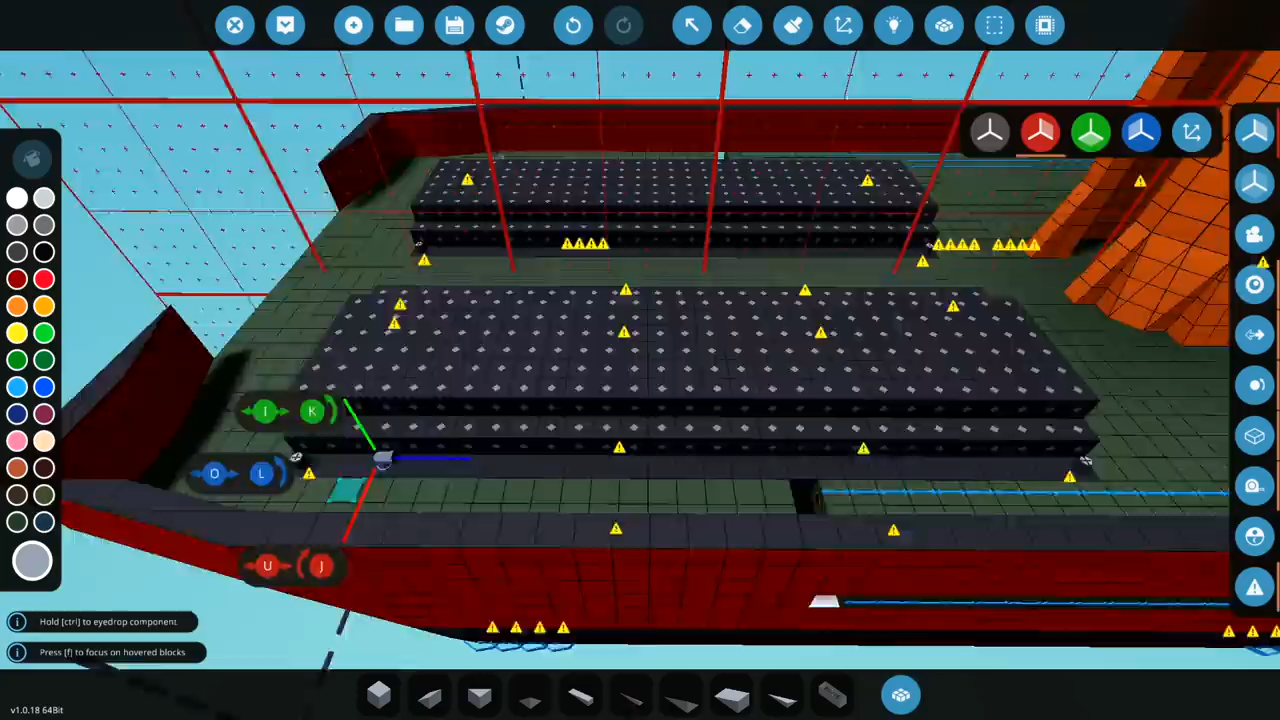 I K
O L
U J
Hold [ctrl] to eyedrop component
Press [f] to focus on hovered blocks
v1.0.18 64Bit